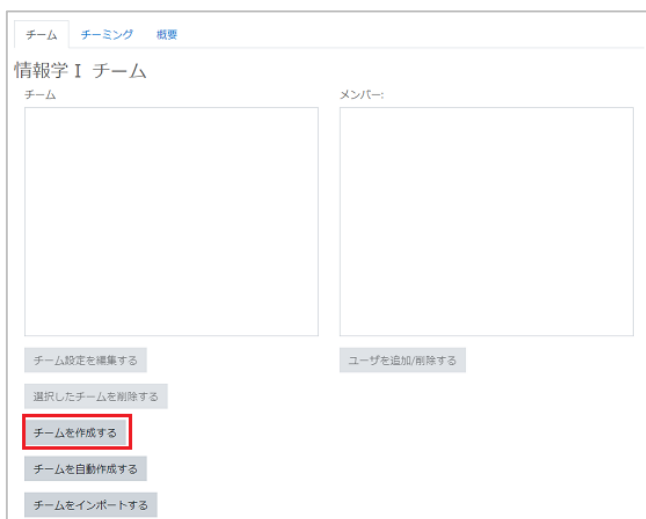 チーム チーミング 概要
情報学Ⅰ チーム
チーム メンバー:
チーム設定を編集する ユーザを追加/削除する
選択したチームを削除する
チームを作成する
チームを自動作成する
チームをインポートする